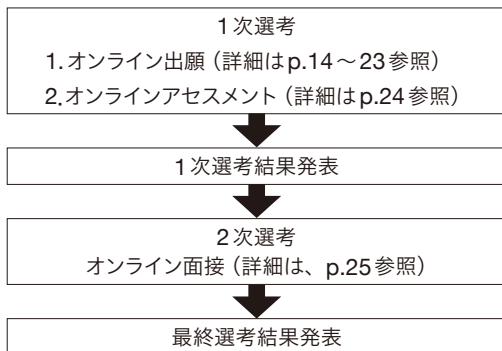 1次選考
1.オンライン出願（詳細はp.14～23参照）
2.オンラインアセスメント（詳細はp.24参照）
1次選考結果発表
2次選考
オンライン面接（詳細は、p.25参照）
最終選考結果発表